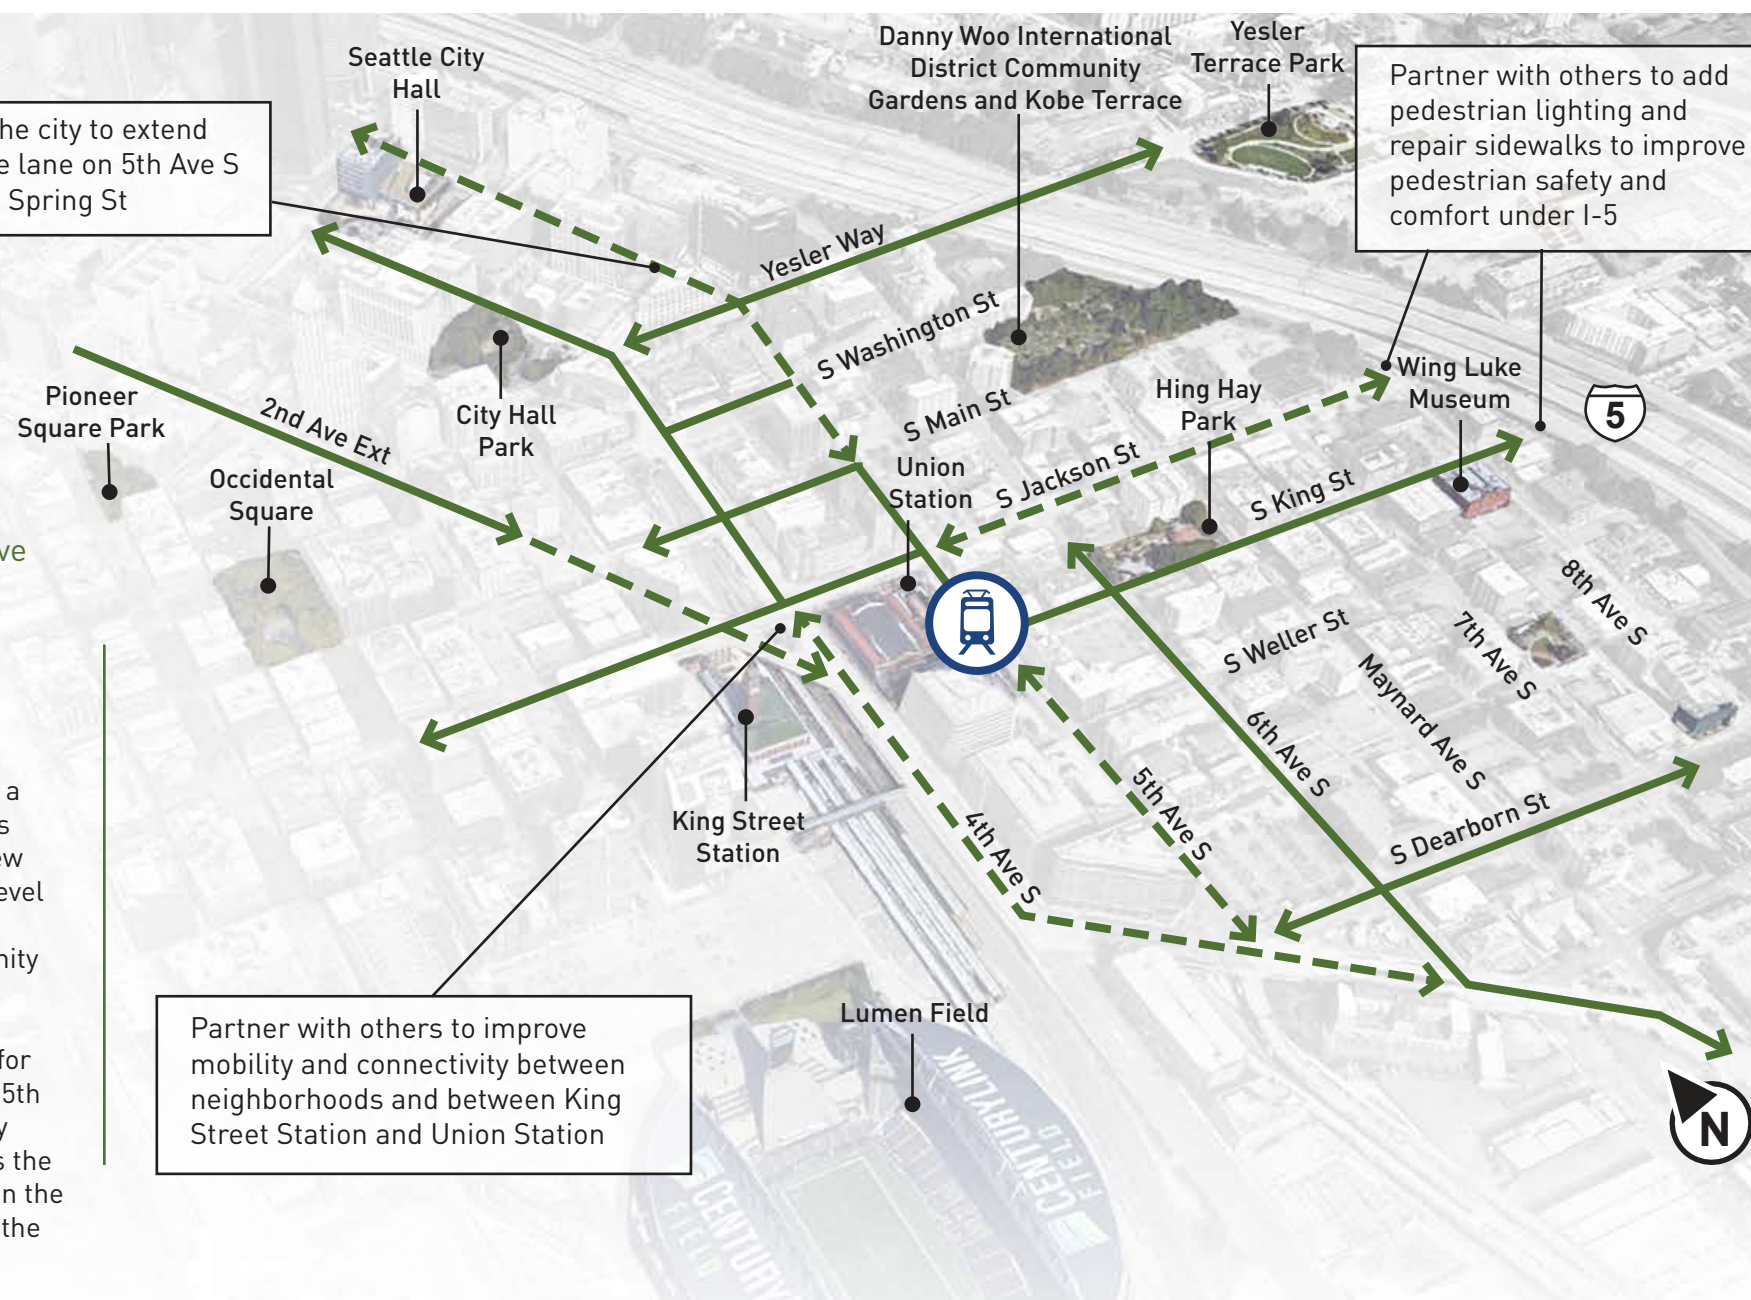 Seattle City
Hall
Danny Woo International
District Community
Gardens and Kobe Terrace
Yesler
Terrace Park
Partner with others to add
pedestrian lighting and
repair sidewalks to improve
pedestrian safety and
comfort under I-5
he city to extend
e lane on 5th Ave S
Spring St
Yesler Way
S Washington St
S Main St
Hing Hay
Park
Wing Luke
Museum
5
Pioneer
Square Park
2nd Ave Ext
City Hall
Park
Occidental
Square
Union
Station
S Jackson St
S King St
ve
8th Ave S
7th Ave S
S Weller St
Maynard Ave S
6th Ave S
5th Ave S
4th Ave S
S Dearborn St
King Street
Station
a
s
ew
evel
nity
for
5th
y
s the
n the
the
Partner with others to improve
mobility and connectivity between
neighborhoods and between King
Street Station and Union Station
Lumen Field
CENTURYLINK
FIELD
CENTURY
FIELD
N